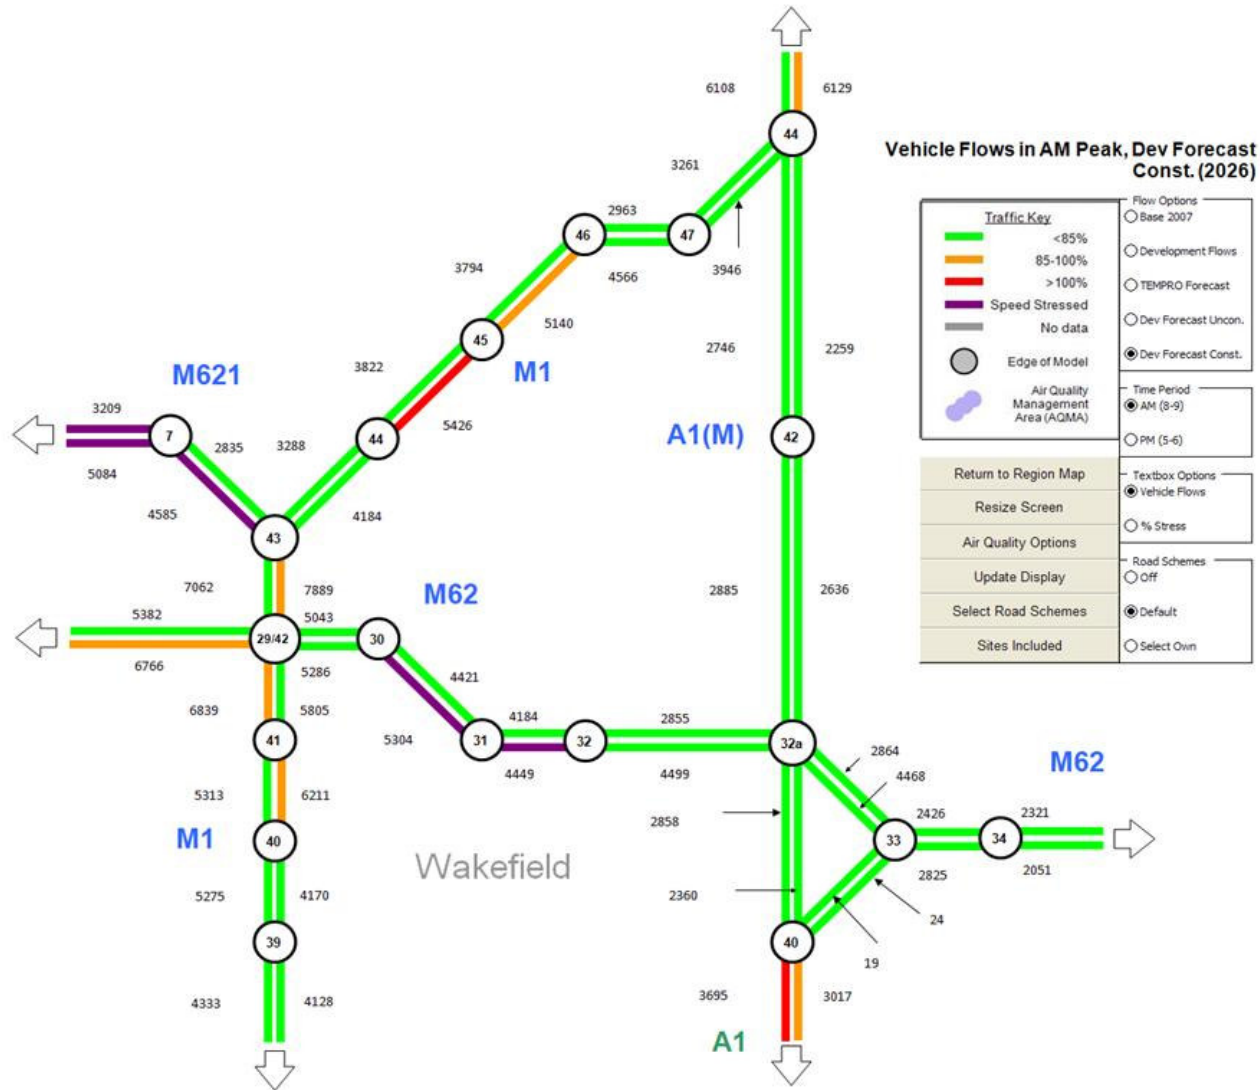 6108
6129
44
Vehicle Flows in AM Peak, Dev Forecast
Const. (2026)
3261
2963
46
47
3946
3794
4566
45
5140
M1
3822
2746
2259
M621
3209
7
2835
3288
44
5426
A1(M)
42
5084
4585
4184
43
7062
7889
M62
2885
2636
5382
5043
29/42
30
6766
5286
4421
6839
5805
4184
2855
41
5304
31
32
32a
2864
4449
4499
4468
M62
5313
6211
2858
2426
2321
M1
40
33
34
Wakefield
2825
2051
5275
4170
2360
24
39
40
19
4333
4128
3695
3017
A1
Traffic Key
<85%
85-100%
>100%
Speed Stressed
No data
Edge of Model
Air Quality
Management
Area (AQMA)
Flow Options
Base 2007
Development Flows
TEMPRO Forecast
Dev Forecast Uncon.
Dev Forecast Const.
Time Period
AM (8-9)
PM (5-6)
Return to Region Map
Resize Screen
Air Quality Options
Update Display
Select Road Schemes
Sites Included
Textbox Options
Vehicle Flows
% Stress
Road Schemes
Off
Default
Select Own